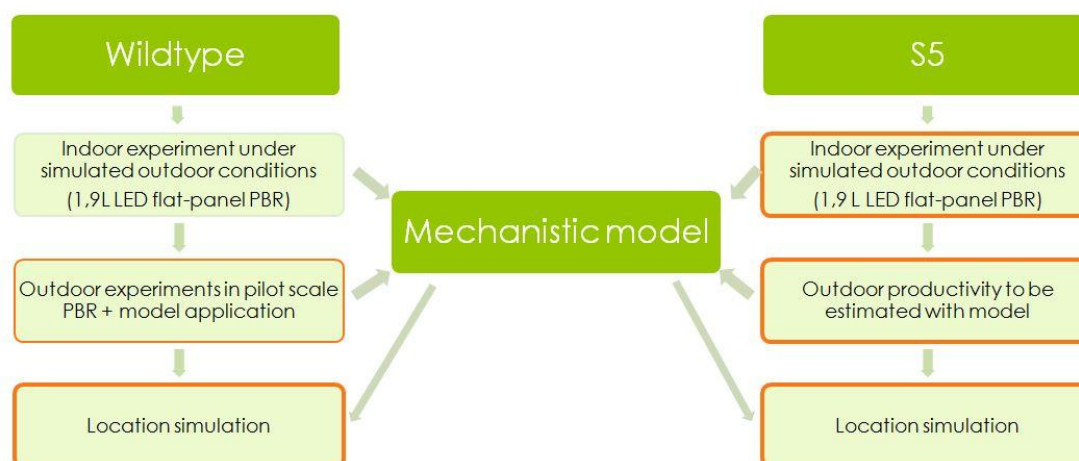 Wildtype
Indoor experiment under
simulated outdoor conditions
(1,9L LED flat-panel PBR)
Outdoor experiments in pilot scale
PBR + model application
Location simulation
Mechanistic model
S5
Indoor experiment under
simulated outdoor conditions
(1,9 L LED flat-panel PBR)
Outdoor productivity to be
estimated with model
Location simulation